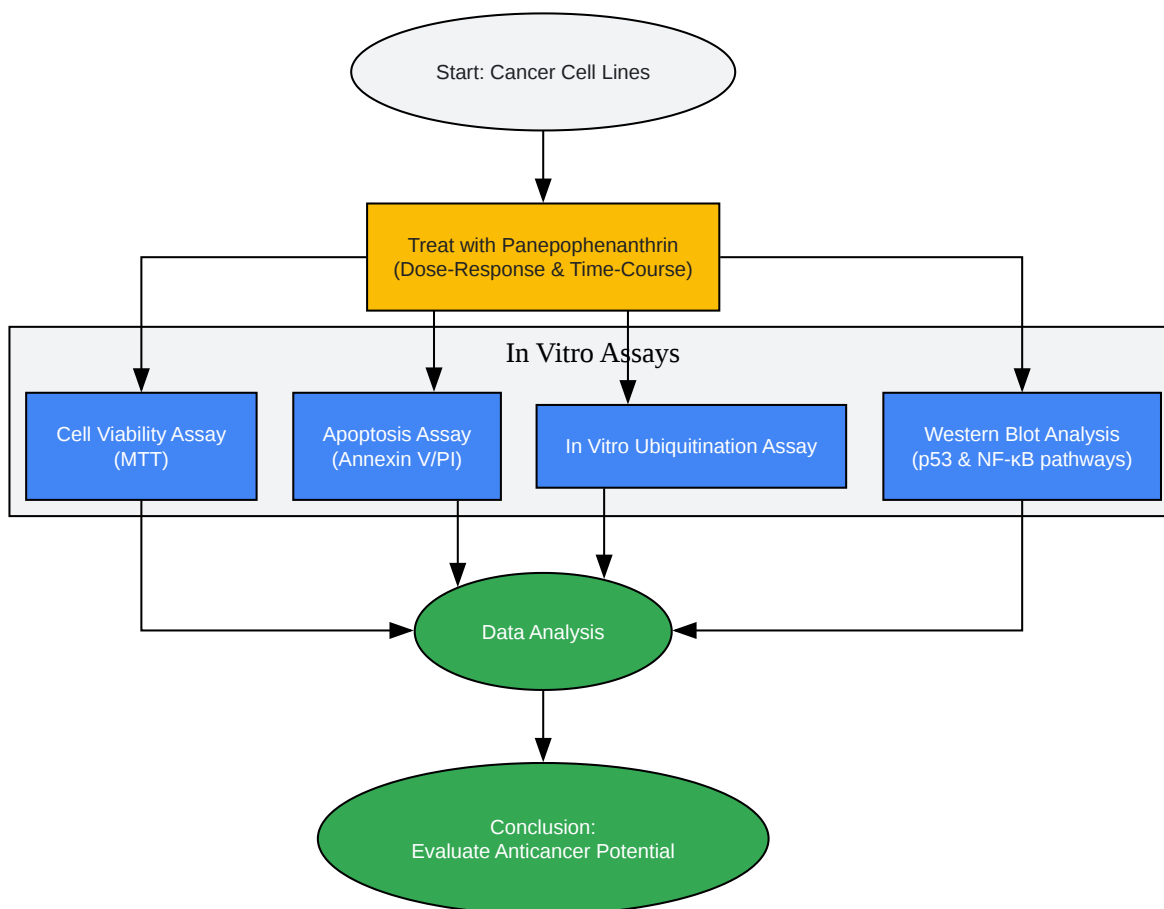 Start: Cancer Cell Lines
Treat with Panepophenanthrin
(Dose-Response & Time-Course)
In Vitro Assays
Cell Viability Assay
(MTT)
Apoptosis Assay
(Annexin V/PI)
In Vitro Ubiquitination Assay
Western Blot Analysis
(p53 & NF-κB pathways)
Data Analysis
Conclusion:
Evaluate Anticancer Potential